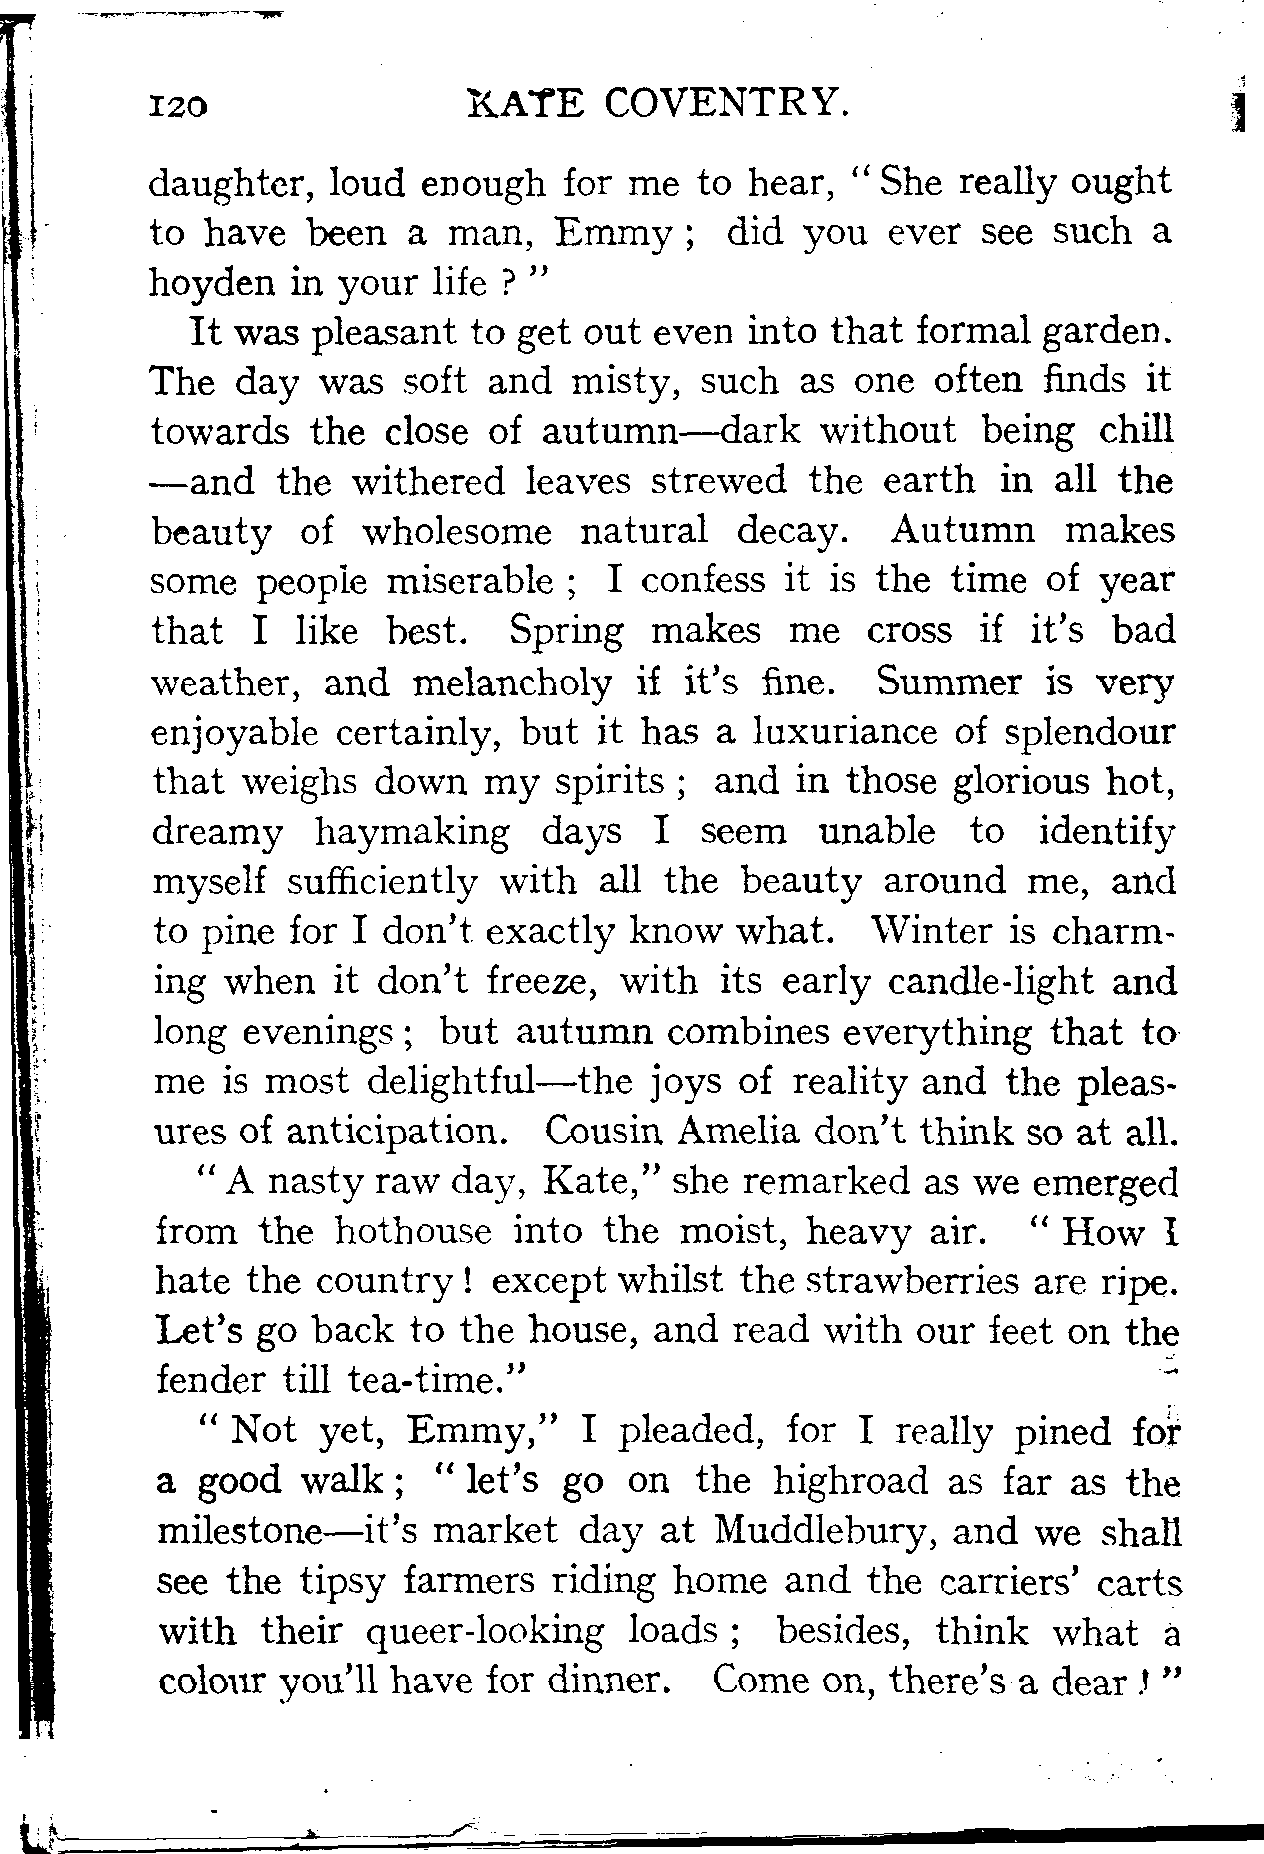 120 KATE COVENTRY.
daughter, loud enough for me to hear, “ She really ought
to have been a man, Emmy ; did you ever see such a
hoyden in your life ? ”
It was pleasant to get out even into that formal garden.
The day was soft and misty, such as one often finds it
towards the close of autumn—dark without being chill
—and the withered leaves strewed the earth in all the
beauty of wholesome natural decay. Autumn makes
some people miserable ; I confess it is the time of year
that I like best. Spring makes me cross if it’s bad
weather, and melancholy if it’s fine. Summer is very
enjoyable certainly, but it has a luxuriance of splendour
that weighs down my spirits ; and in those glorious hot,
dreamy haymaking days I seem unable to identify
myself sufficiently with all the beauty around me, and
to pine for I don’t exactly know what. Winter is charm-
ing when it don’t freeze, with its early candle-light and
long evenings ; but autumn combines everything that to
me is most delightful—the joys of reality and the pleas-
ures of anticipation. Cousin Amelia don’t think so at all.
“ A nasty raw day, Kate,” she remarked as we emerged
from the hothouse into the moist, heavy air. “ How I
hate the country ! except whilst the strawberries are ripe.
Let’s go back to the house, and read with our feet on the
fender till tea-time.”
“ Not yet, Emmy,” I pleaded, for I really pined for
a good walk ; “ let’s go on the highroad as far as the
milestone—it’s market day at Muddlebury, and we shall
see the tipsy farmers riding home and the carriers’ carts
with their queer-looking loads ; besides, think what a
colour you’ll have for dinner. Come on, there’s a dear ! ”